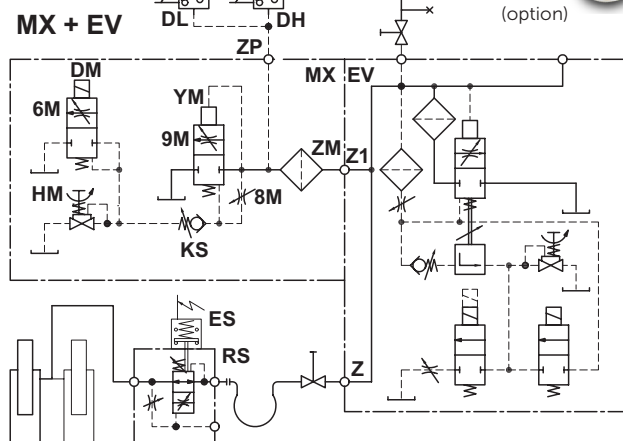 DL DH
(option)
MX + EV
ZP
DM
MX EV
6M
YM
9M
ZM
Z1
HM
8M
KS
ES
RS
Z